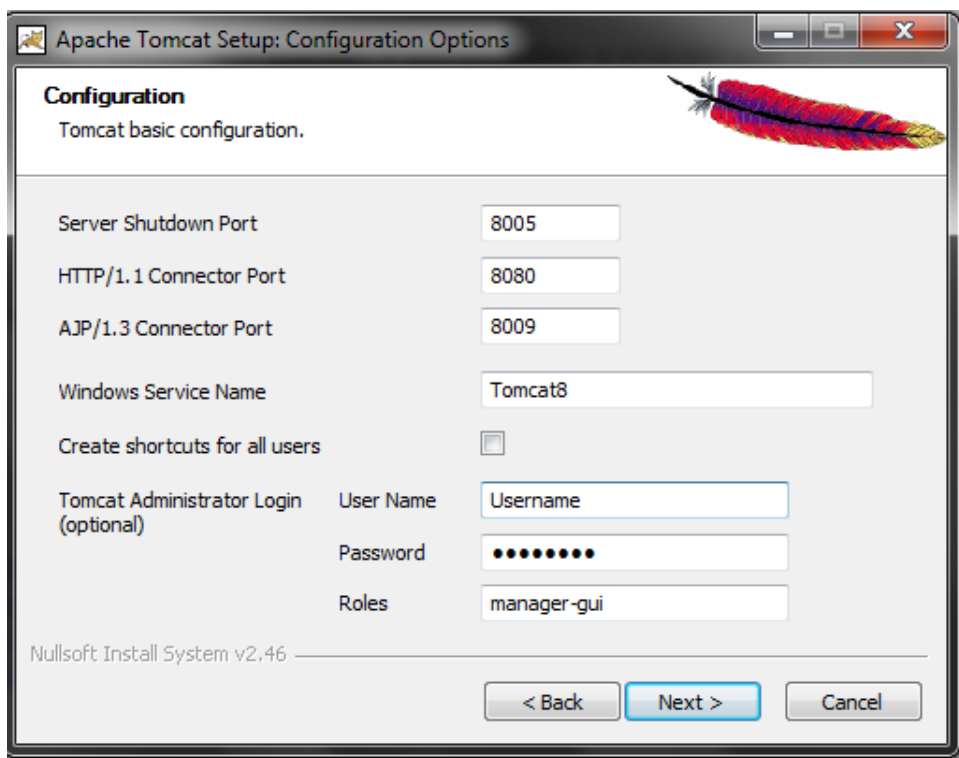 Apache Tomcat Setup: Configuration Options
Configuration
Tomcat basic configuration.
Server Shutdown Port 8005
HTTP/1.1 Connector Port 8080
AJP/1.3 Connector Port 8009
Windows Service Name Tomcat8
Create shortcuts for all users
Tomcat Administrator Login User Name Username
(optional)
Password ●●●●●●●●
Roles manager-gui
Nullsoft Install System v2.46
< Back Next > Cancel